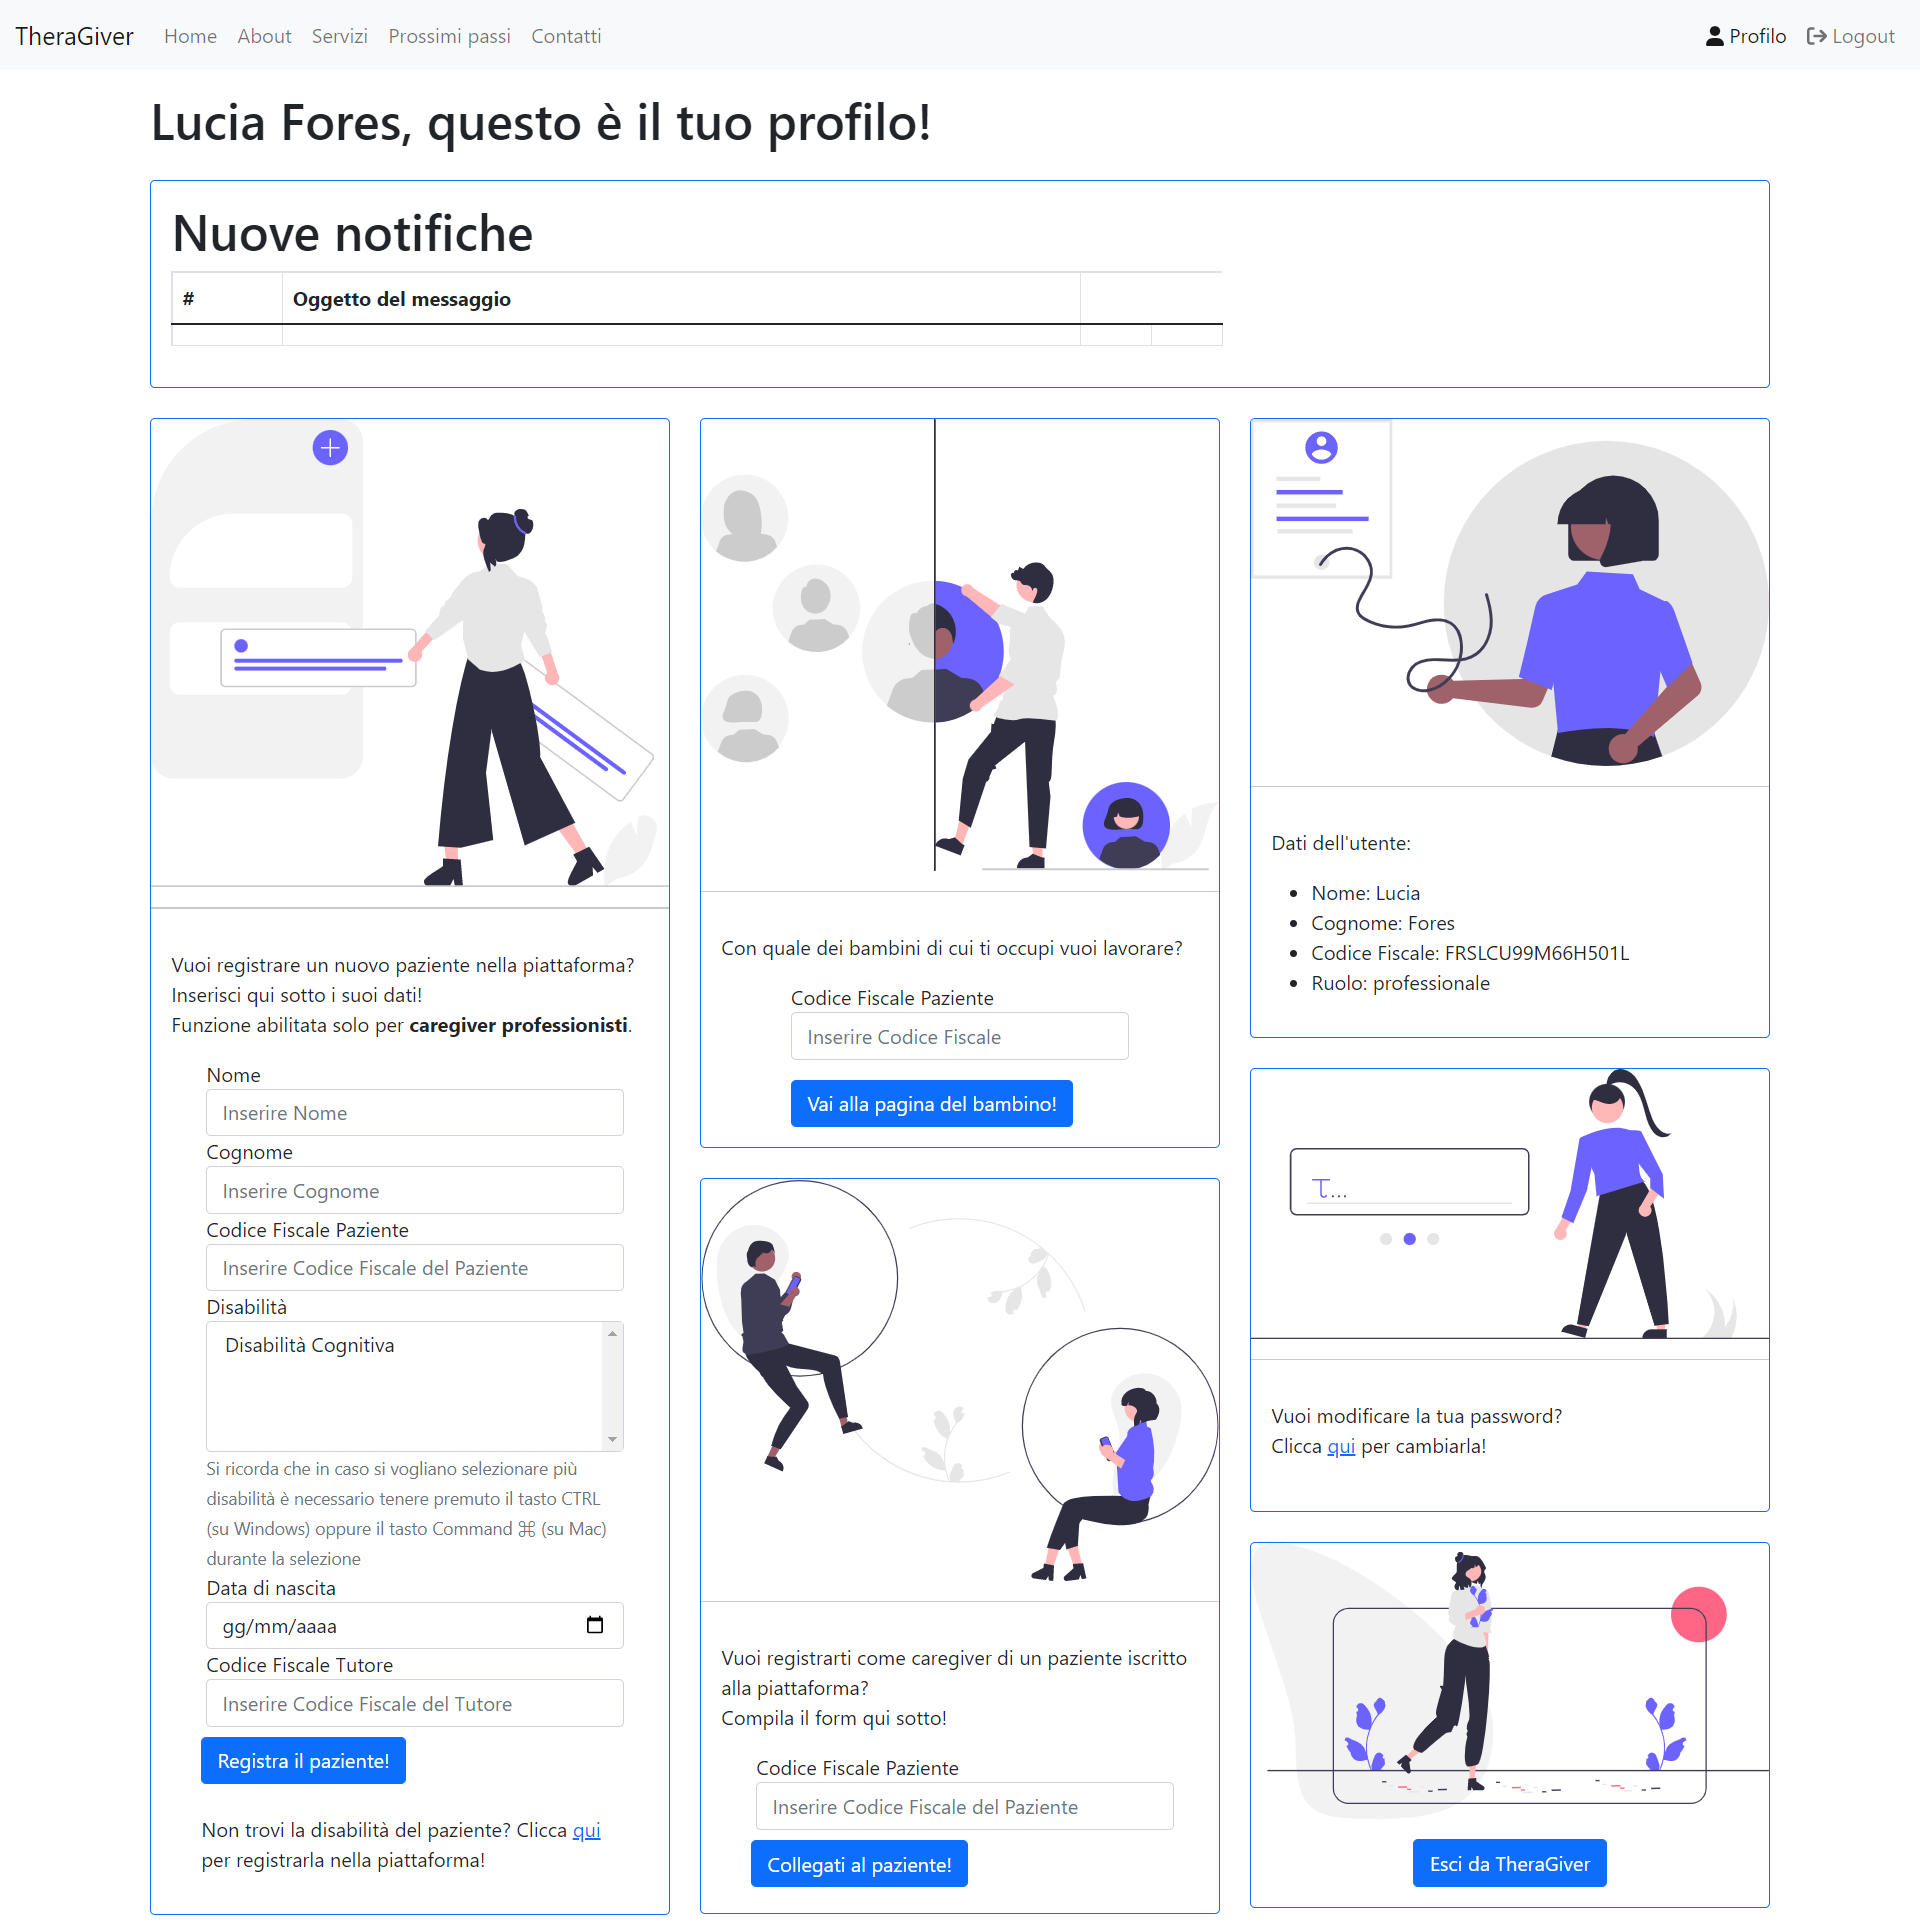 TheraGiver Home About Servizi Prossimi passi Contatti Profilo Logout
Lucia Fores, questo è il tuo profilo!
Nuove notifiche
# Oggetto del messaggio
Vuoi registrare un nuovo paziente nella piattaforma?
Inserisci qui sotto i suoi dati!
Funzione abilitata solo per caregiver professionisti.
Nome
Inserire Nome
Cognome
Inserire Cognome
Codice Fiscale Paziente
Inserire Codice Fiscale del Paziente
Disabilità
Disabilità Cognitiva
Si ricorda che in caso si vogliano selezionare più
disabilità è necessario tenere premuto il tasto CTRL
(su Windows) oppure il tasto Command ⌘ (su Mac)
durante la selezione
Data di nascita
gg/mm/aaaa
Codice Fiscale Tutore
Inserire Codice Fiscale del Tutore
Registra il paziente!
Non trovi la disabilità del paziente? Clicca qui
per registrarla nella piattaforma!
Con quale dei bambini di cui ti occupi vuoi lavorare?
Codice Fiscale Paziente
Inserire Codice Fiscale
Vai alla pagina del bambino!
Vuoi registrarti come caregiver di un paziente iscritto
alla piattaforma?
Compila il form qui sotto!
Codice Fiscale Paziente
Inserire Codice Fiscale del Paziente
Collegati al paziente!
Dati dell'utente:
• Nome: Lucia
• Cognome: Fores
• Codice Fiscale: FRSLCU99M66H501L
• Ruolo: professionale
Vuoi modificare la tua password?
Clicca qui per cambiarla!
Esci da TheraGiver